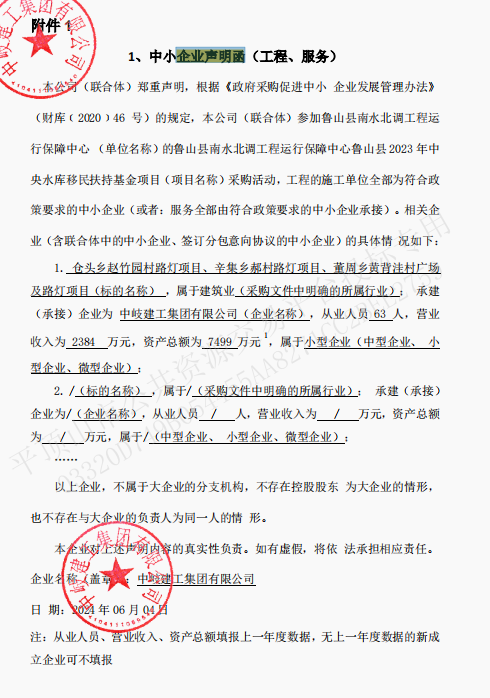 附件1
1、中小企业声明函（工程、服务）
本公司（联合体）郑重声明，根据《政府采购促进中小 企业发展管理办法》
（财库﹝2020﹞46 号）的规定，本公司（联合体）参加鲁山县南水北调工程运
行保障中心 （单位名称）的鲁山县南水北调工程运行保障中心鲁山县 2023 年中
央水库移民扶持基金项目（项目名称）采购活动，工程的施工单位全部为符合政
策要求的中小企业（或者：服务全部由符合政策要求的中小企业承接）。相关企
业（含联合体中的中小企业、签订分包意向协议的中小企业）的具体情 况如下：
1. 仓头乡赵竹园村路灯项目、辛集乡郝村路灯项目、董周乡黄背洼村广场
及路灯项目（标的名称） ，属于建筑业（采购文件中明确的所属行业）； 承建
（承接）企业为 中岐建工集团有限公司（企业名称），从业人员 63 人，营业
收入为 2384 万元，资产总额为 7499 万元1，属于小型企业（中型企业、 小
型企业、微型企业）；
2. /（标的名称） ，属于/（采购文件中明确的所属行业）； 承建（承接）
企业为/（企业名称），从业人员 / 人，营业收入为 / 万元，资产总额
为 / 万元，属于/（中型企业、 小型企业、微型企业）；
……
以上企业，不属于大企业的分支机构，不存在控股股东 为大企业的情形，
也不存在与大企业的负责人为同一人的情 形。
本企业对上述声明内容的真实性负责。如有虚假，将依 法承担相应责任。
企业名称（盖章）：中岐建工集团有限公司
日 期：2024 年 06 月 04 日
注：从业人员、营业收入、资产总额填报上一年度数据，无上一年度数据的新成
立企业可不填报
中岐建工集团有限公司
中岐建工集团有限公司